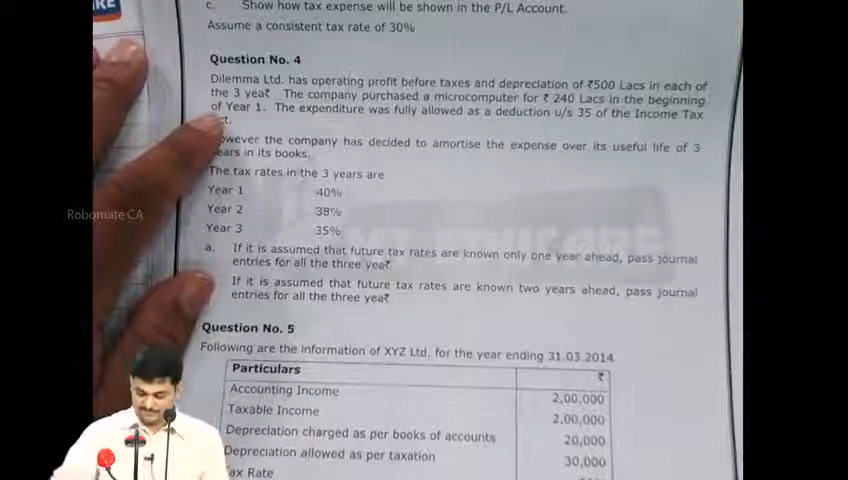 c. Show how tax expense will be shown in the P/L Account.
Assume a consistent tax rate of 30%
Question No. 4
Dilemma Ltd. has operating profit before taxes and depreciation of ₹500 Lacs in each of
the 3 yea₹ The company purchased a microcomputer for ₹ 240 Lacs in the beginning
of Year 1. The expenditure was fully allowed as a deduction u/s 35 of the Income Tax
ct.
owever the company has decided to amortise the expense over its useful life of 3
ears in its books.
The tax rates in the 3 years are
Year 1 40%
Year 2 38%
Year 3 35%
a. If it is assumed that future tax rates are known only one year ahead, pass journal
entries for all the three yea₹
If it is assumed that future tax rates are known two years ahead, pass journal
entries for all the three yea₹
Robomate CA
Question No. 5
Following are the information of XYZ Ltd. for the year ending 31.03.2014
Particulars ₹
Accounting Income 2,00,000
Taxable Income 2,00,000
Depreciation charged as per books of accounts 20,000
Depreciation allowed as per taxation 30,000
ax Rate